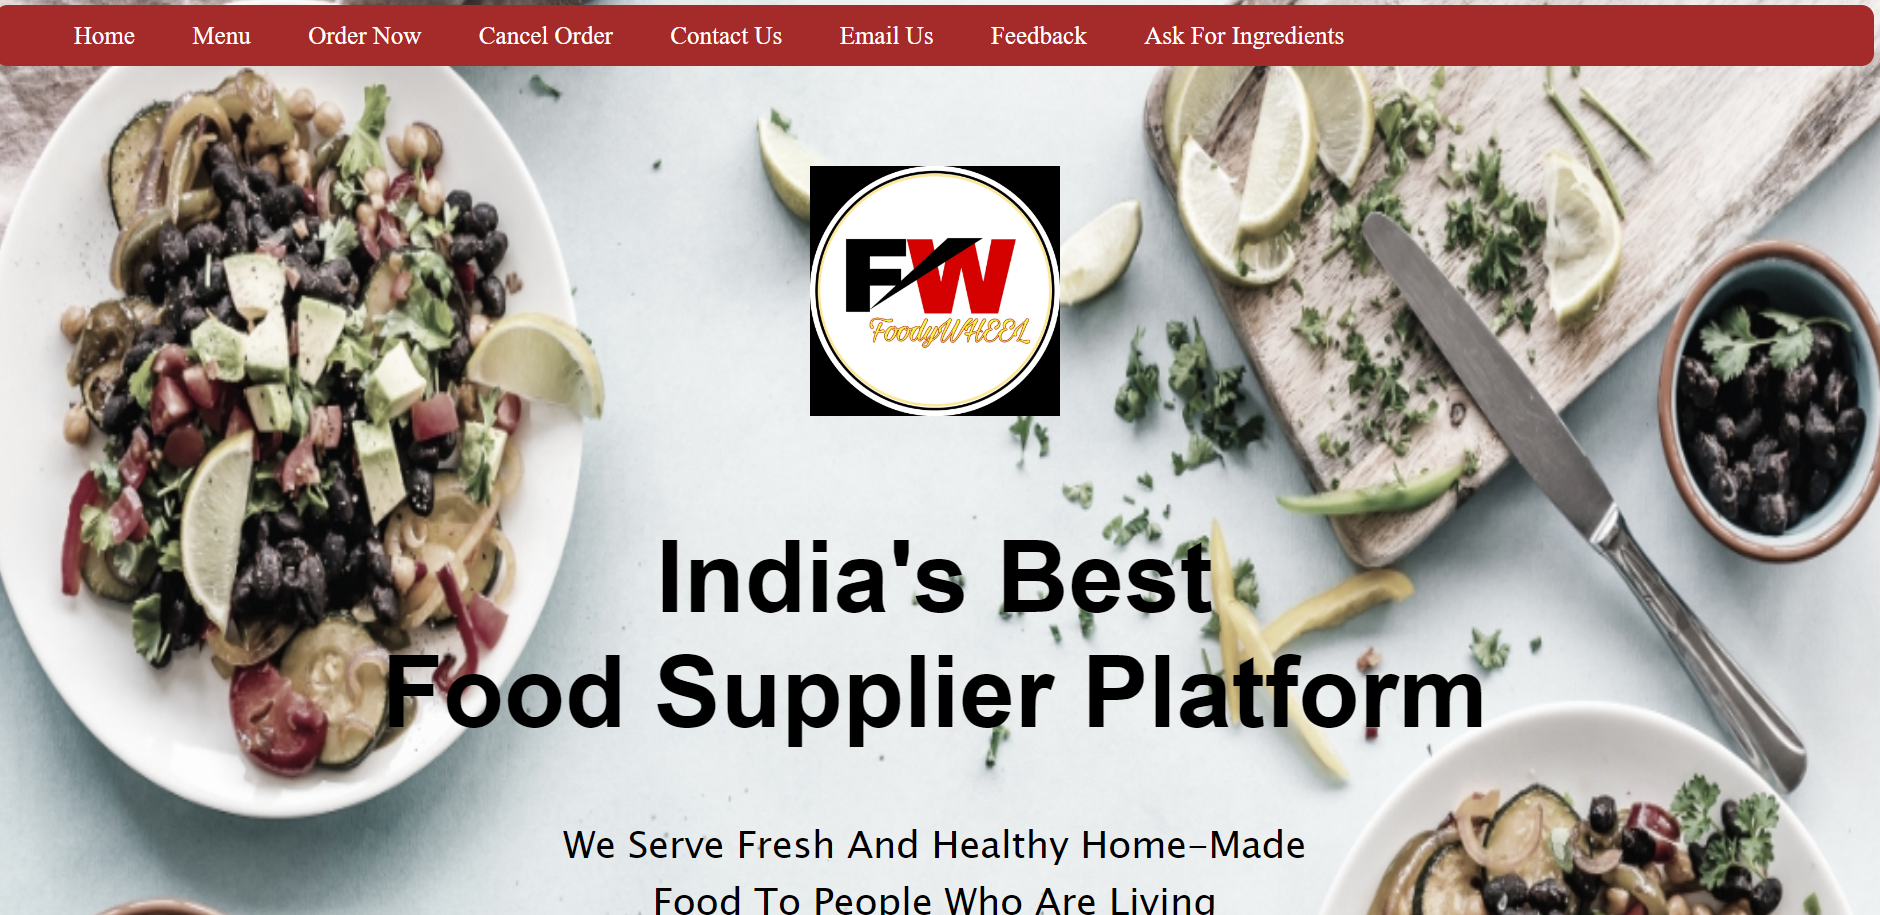 Home Menu Order Now Cancel Order Contact Us Email Us Feedback Ask For Ingredients
FW
FoodyWHEEL
India's Best
Food Supplier Platform
We Serve Fresh And Healthy Home-Made
Food To People Who Are Living